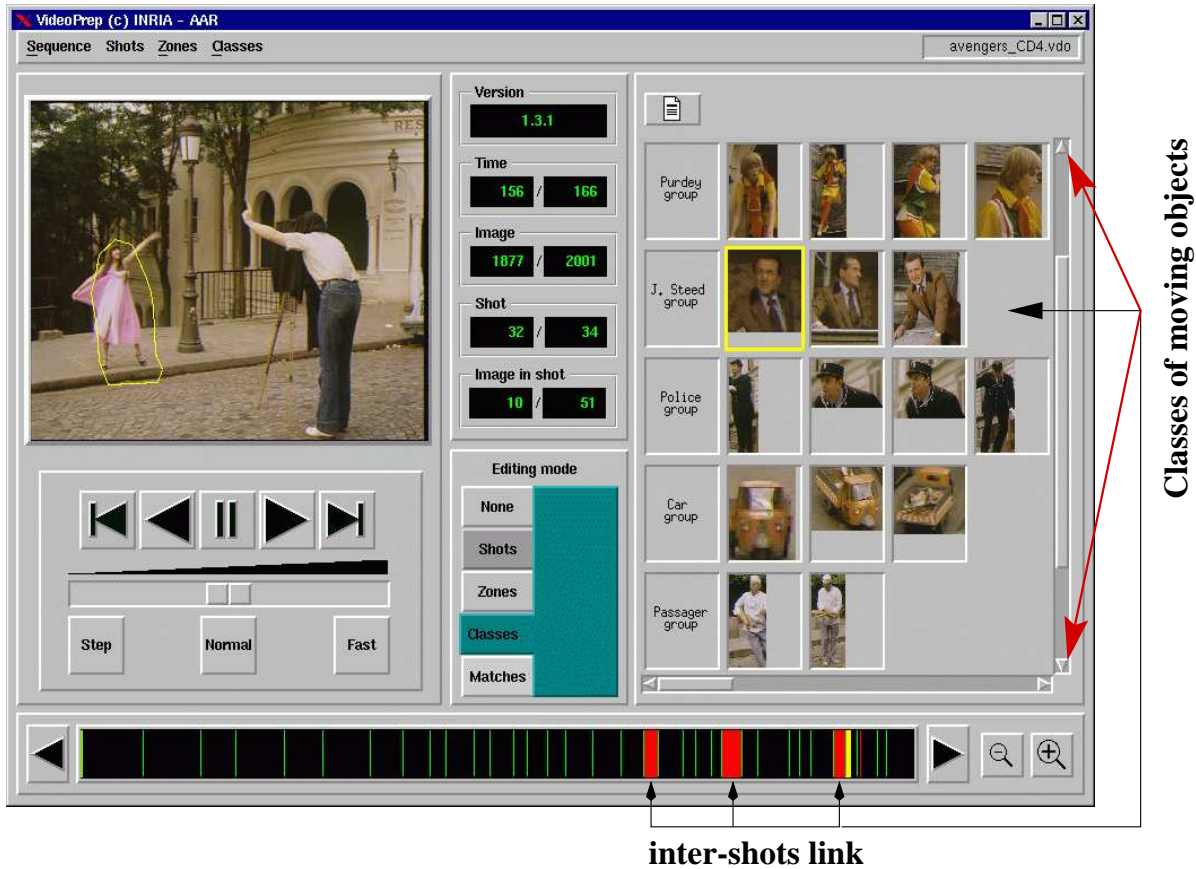 VideoPrep (c) INRIA - AAR
Sequence Shots Zones Classes
avengers_CD4.vdo
RES
Version
1.3.1
Time
156 / 166
Image
1877 / 2001
Shot
32 / 34
Image in shot
10 / 51
Editing mode
None
Shots
Zones
Classes
Matches
Step
Normal
Fast
Purdey
group
J. Steed
group
Police
group
Car
group
Passager
group
Classes of moving objects
inter-shots link